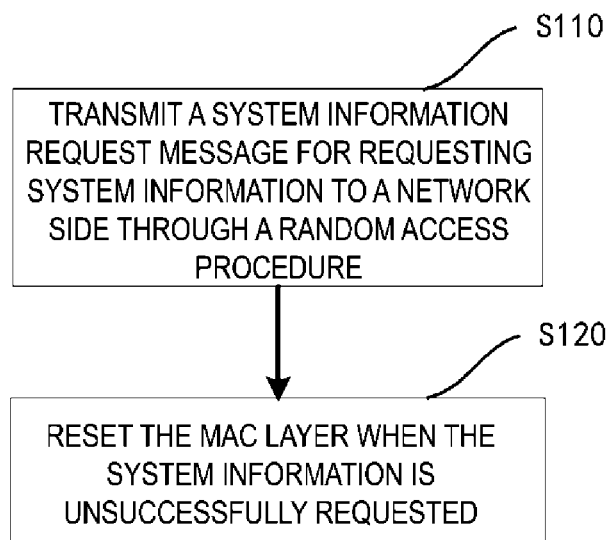 S110
TRANSMIT A SYSTEM INFORMATION
REQUEST MESSAGE FOR REQUESTING
SYSTEM INFORMATION TO A NETWORK
SIDE THROUGH A RANDOM ACCESS
PROCEDURE
S120
RESET THE MAC LAYER WHEN THE
SYSTEM INFORMATION IS
UNSUCCESSFULLY REQUESTED